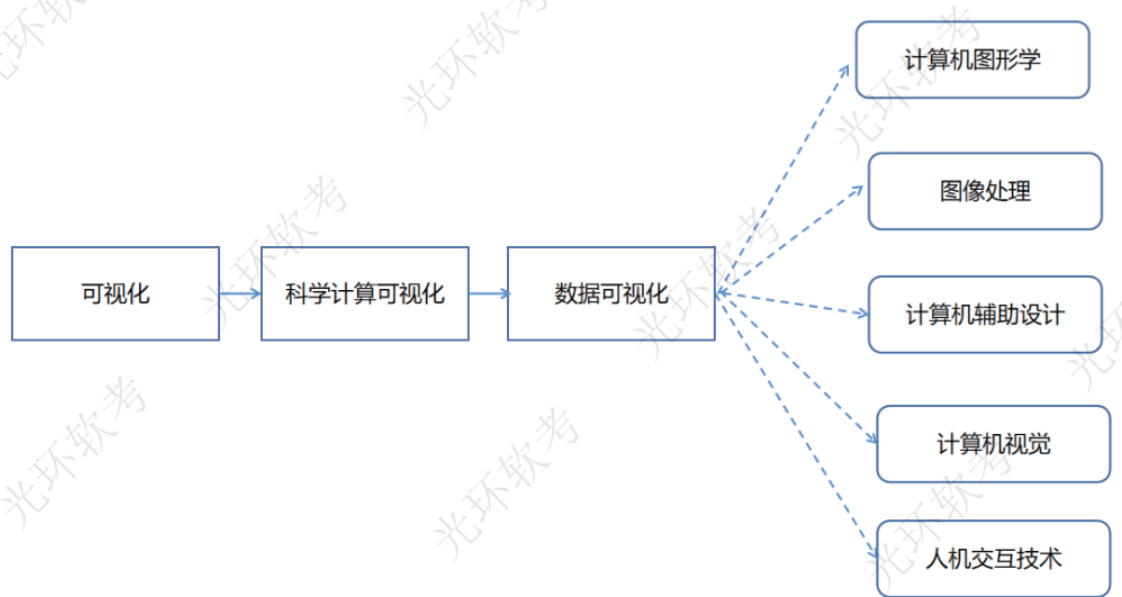 计算机图形学
图像处理
可视化
科学计算可视化
数据可视化
计算机辅助设计
计算机视觉
人机交互技术
光环软考
光环软考
光环软考
光环软考
光环软考
光环软考
光环软考
光环软考
光环